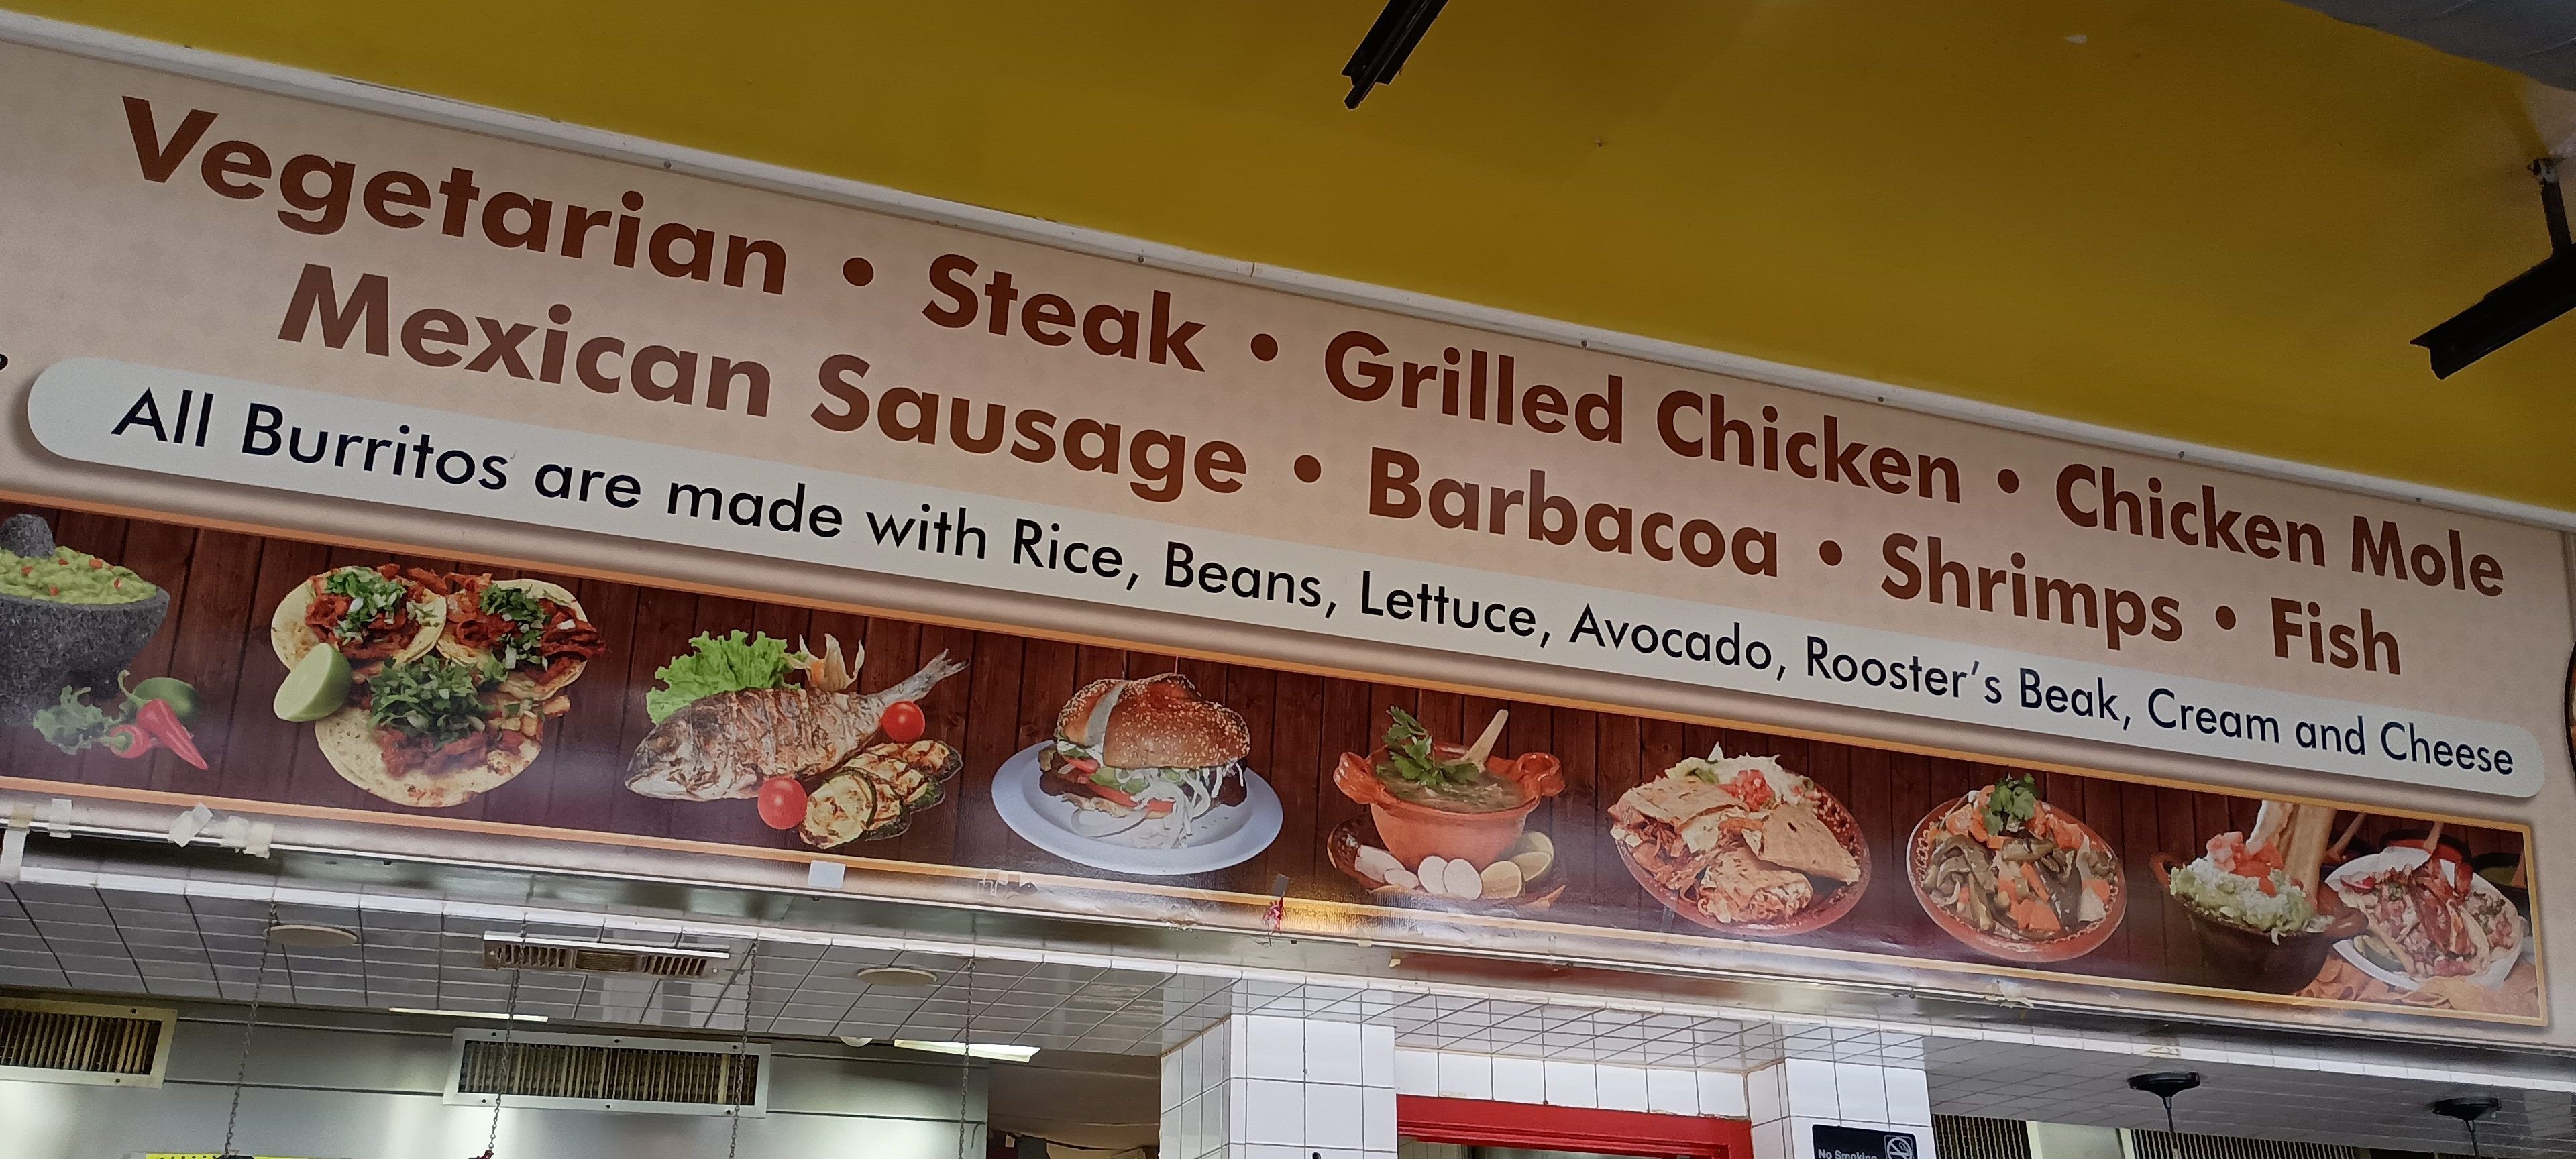 Vegetarian • Steak • Grilled Chicken • Chicken Mole
Mexican Sausage • Barbacoa • Shrimps • Fish
All Burritos are made with Rice, Beans, Lettuce, Avocado, Rooster's Beak, Cream and Cheese
No Smoking